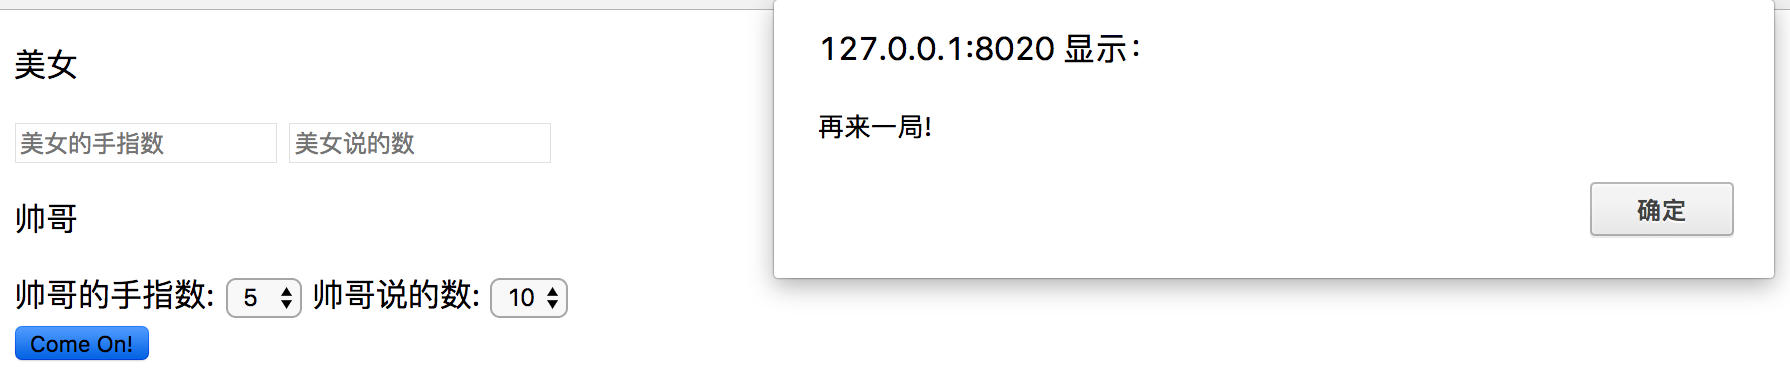 美女
美女的手指数 美女说的数
帅哥
帅哥的手指数: 5 帅哥说的数: 10
Come On!
127.0.0.1:8020 显示：
再来一局!
确定